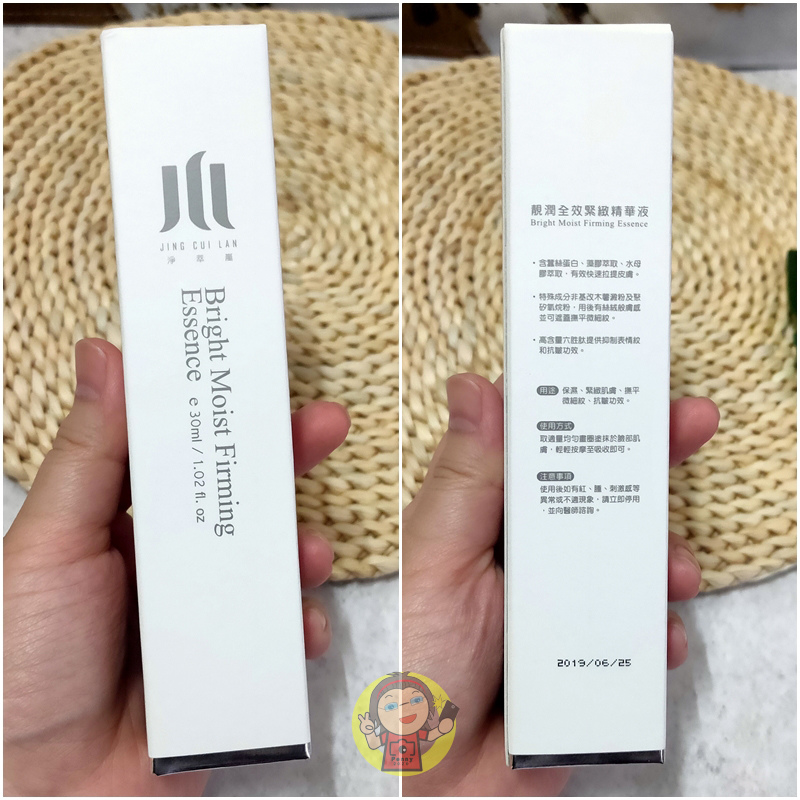 JING CUI LAN
淨萃嵐
Bright Moist Firming
Essence e 30ml / 1.02 fl. oz
靚潤全效緊緻精華液
Bright Moist Firming Essence
・含蠶絲蛋白、藻膠萃取、水母
膠萃取,有效快速拉提皮膚。
・特殊成分非基改木薯澱粉及聚
矽氧烷粉,用後有絲絨般膚感
並可遮蓋撫平微細紋。
・高含量六胜肽提供抑制表情紋
和抗皺功效。
用途 保濕、緊緻肌膚、撫平
微細紋、抗皺功效。
使用方式
取適量均勻畫圈塗抹於臉部肌
膚,輕輕按摩至吸收即可。
注意事項
使用後如有紅、腫、刺激感等
異常或不適現象,請立即停用
,並向醫師諮詢。
2019/06/25
Penny